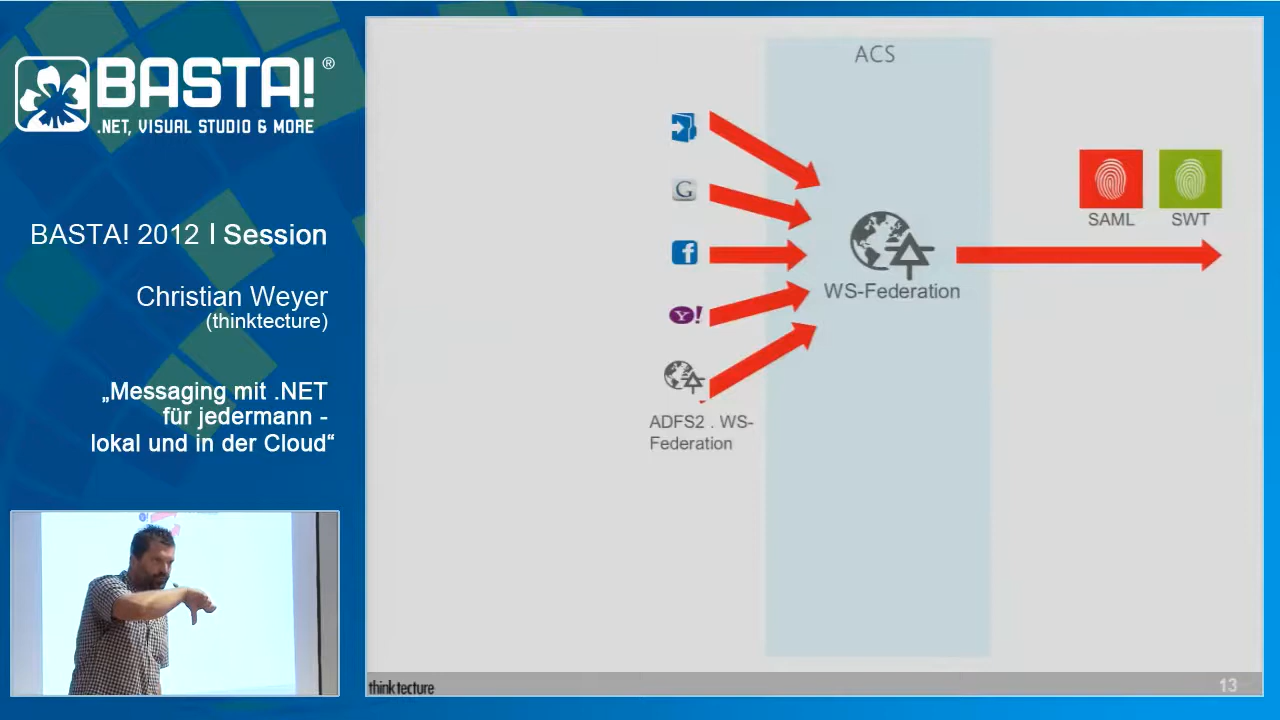 BASTA! ®
.NET, VISUAL STUDIO & MORE
BASTA! 2012 I Session
Christian Weyer
(thinktecture)
„Messaging mit .NET
für jedermann -
lokal und in der Cloud“
ACS
G
f
Y!
ADFS2 . WS-
Federation
WS-Federation
SAML
SWT
thinktecture
13